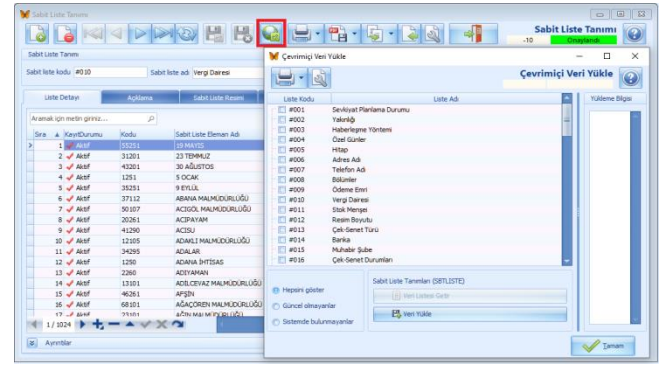 Sabit Liste Tanımı
Sabit Liste Tanımı
-10 Onaylandı
Sabit Liste Tanım
Sabit liste kodu #010 Sabit liste adı Vergi Dairesi
Liste Detayı Açıklama Sabit Liste Resim
Aramak için metin giriniz...
Sıra KayıtDurumu Kodu Sabit Liste Eleman Adı
1 Aktif 55251 19 MAYIS
2 Aktif 31201 23 TEMMUZ
3 Aktif 43201 30 AĞUSTOS
4 Aktif 1251 5 OCAK
5 Aktif 35251 9 EYLÜL
6 Aktif 37112 ABANA MALMÜDÜRLÜĞÜ
7 Aktif 50107 ACIGÖL MALMÜDÜRLÜĞÜ
8 Aktif 20261 ACIPAYAM
9 Aktif 41290 ACISU
10 Aktif 12105 ADAKLI MALMÜDÜRLÜĞÜ
11 Aktif 34295 ADALAR
12 Aktif 1250 ADANA İHTİSAS
13 Aktif 2260 ADIYAMAN
14 Aktif 13101 ADİLCEVAZ MALMÜDÜRLÜĞÜ
15 Aktif 46261 AFŞİN
16 Aktif 68101 AĞAÇÖREN MALMÜDÜRLÜĞÜ
17 Aktif 23101 AĞIN MALMÜDÜRLÜĞÜ
1 / 1024
Ayrıntılar
Çevrimiçi Veri Yükle
Çevrimiçi Veri Yükle
Liste Kodu Liste Adı
#001 Sevkiyat Planlama Durumu
#002 Yakınlığı
#003 Haberleşme Yöntemi
#004 Özel Günler
#005 Hitap
#006 Adres Adı
#007 Telefon Adı
#008 Bölümler
#009 Ödeme Emri
#010 Vergi Dairesi
#011 Stok Menşei
#012 Resim Boyutu
#013 Çek-Senet Türü
#014 Banka
#015 Muhabir Şube
#016 Çek-Senet Durumları
Yükleme Bilgisi
Hepsini göster
Güncel olmayanlar
Sistemde bulunmayanlar
Sabit Liste Tanımları (SBTLISTE)
Veri Listesi Getir
Veri Yükle
Tamam